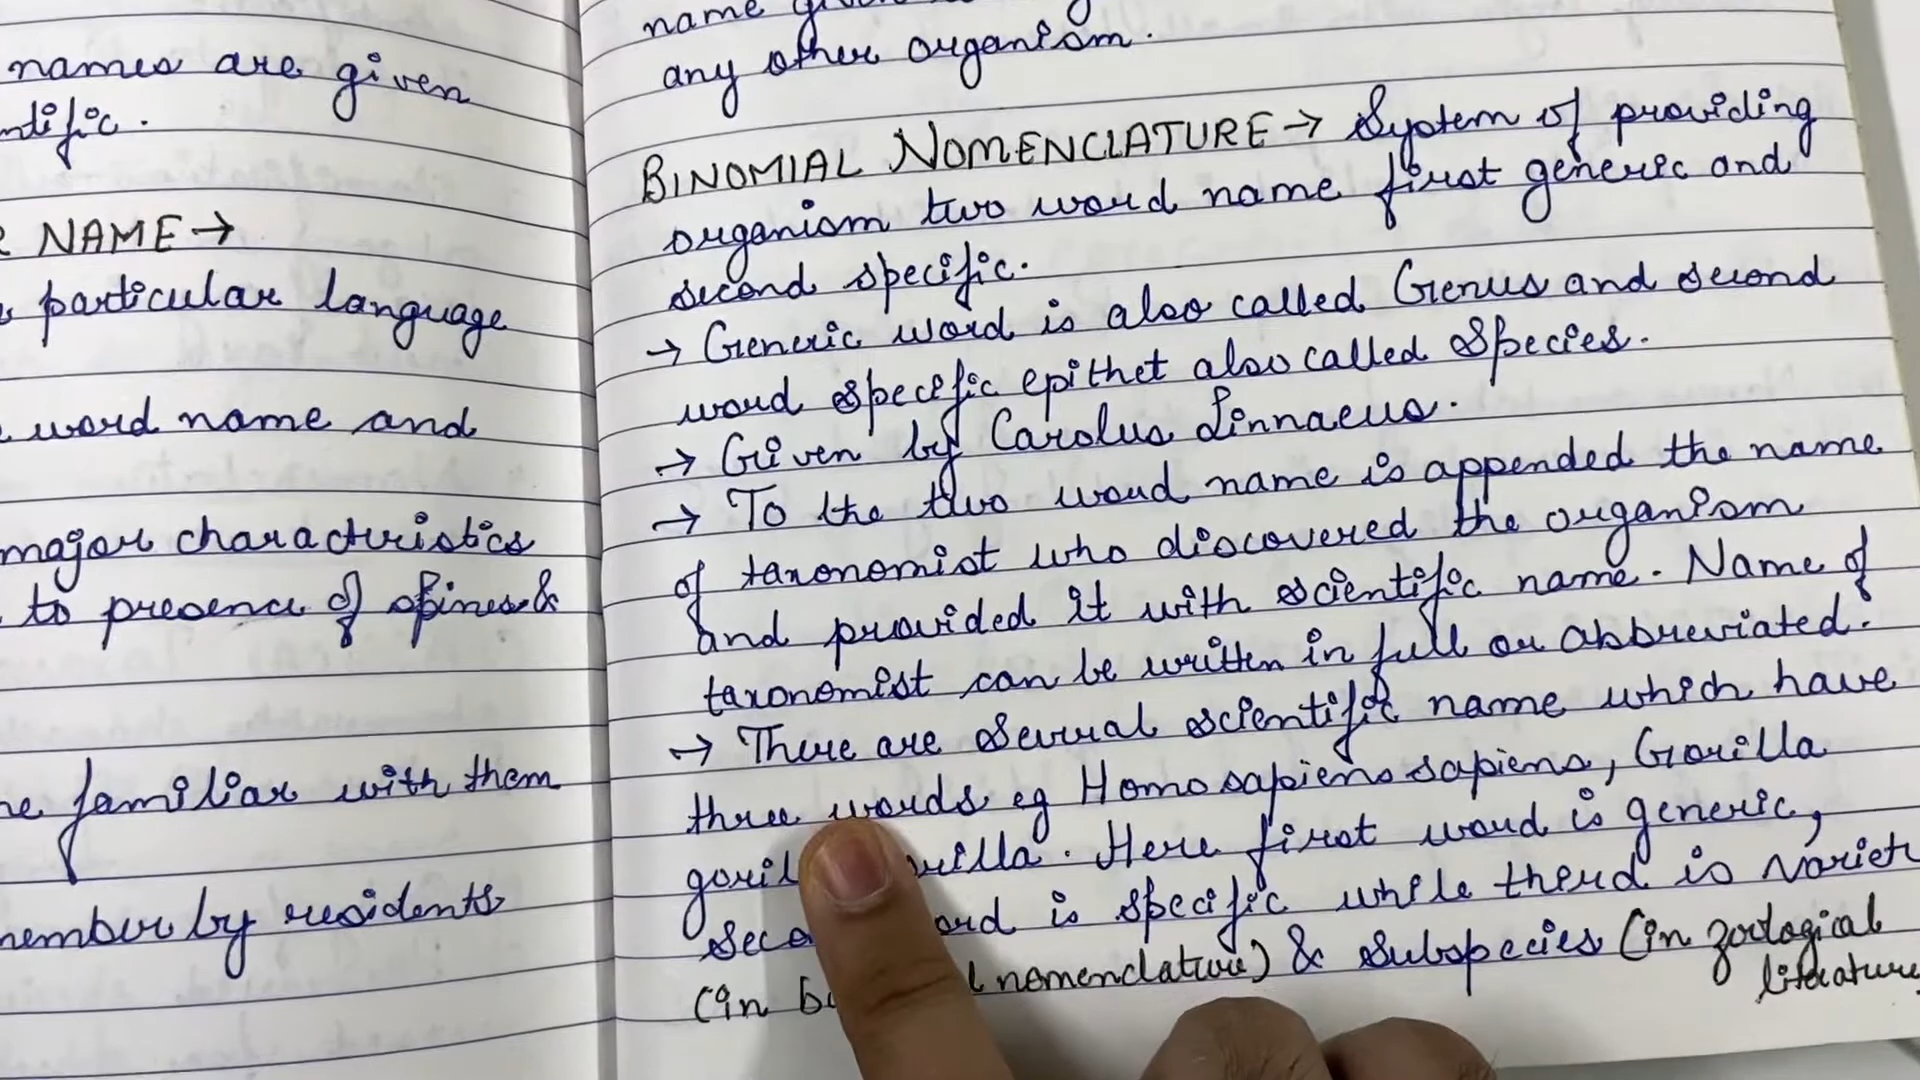 names are given
ntific.
NAME →
particular language
word name and
major characteristics
to presence of spines &
familiar with them
member by residents
name given
any other organism.
BINOMIAL NOMENCLATURE → System of providing
organism two word name first generic and
second specific.
→ Generic word is also called Genus and second
word specific epithet also called Species.
→ Given by Carolus Linnaeus.
→ To the two word name is appended the name
of taxonomist who discovered the organism
and provided it with scientific name. Name of
taxonomist can be written in full or abbreviated.
→ There are several scientific name which have
three words eg Homo sapiens sapiens, Gorilla
goril rilla. Here first word is generic,
seco ord is specific while third is variet
(in bo l nomenclature) & subspecies (in zoological
literature